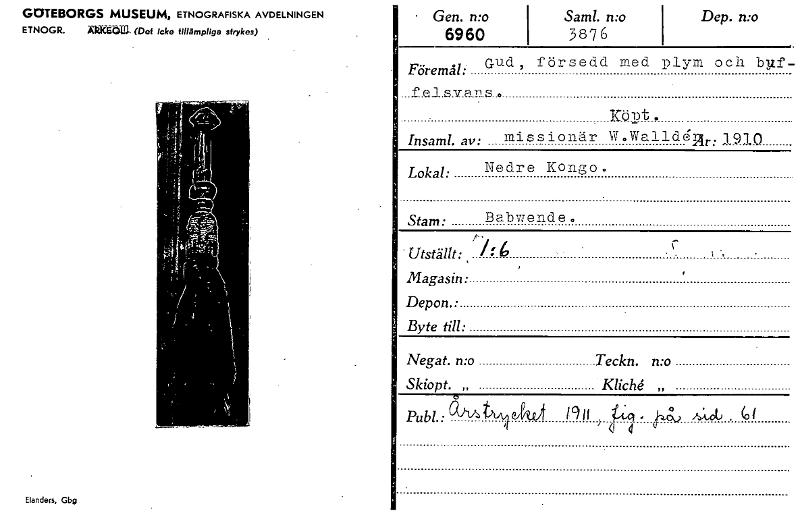 GÖTEBORGS MUSEUM, ETNOGRAFISKA AVDELNINGEN
ETNOGR. ARKEOL. (Det icke tillämpliga strykes)
Gen. n:o Saml. n:o Dep. n:o
6960 3876
Föremål: Gud, försedd med plym och buf-
felsvans.
Köpt.
Insaml. av: missionär W.Walldén År: 1910
Lokal: Nedre Kongo.
Stam: Babwende.
Utställt: 1:6
Magasin:
Depon.:
Byte till:
Negat. n:o Teckn. n:o
Skiopt. „ Kliché „
Publ.: Årstrycket 1911, fig. på sid. 61
Elanders, Gbg